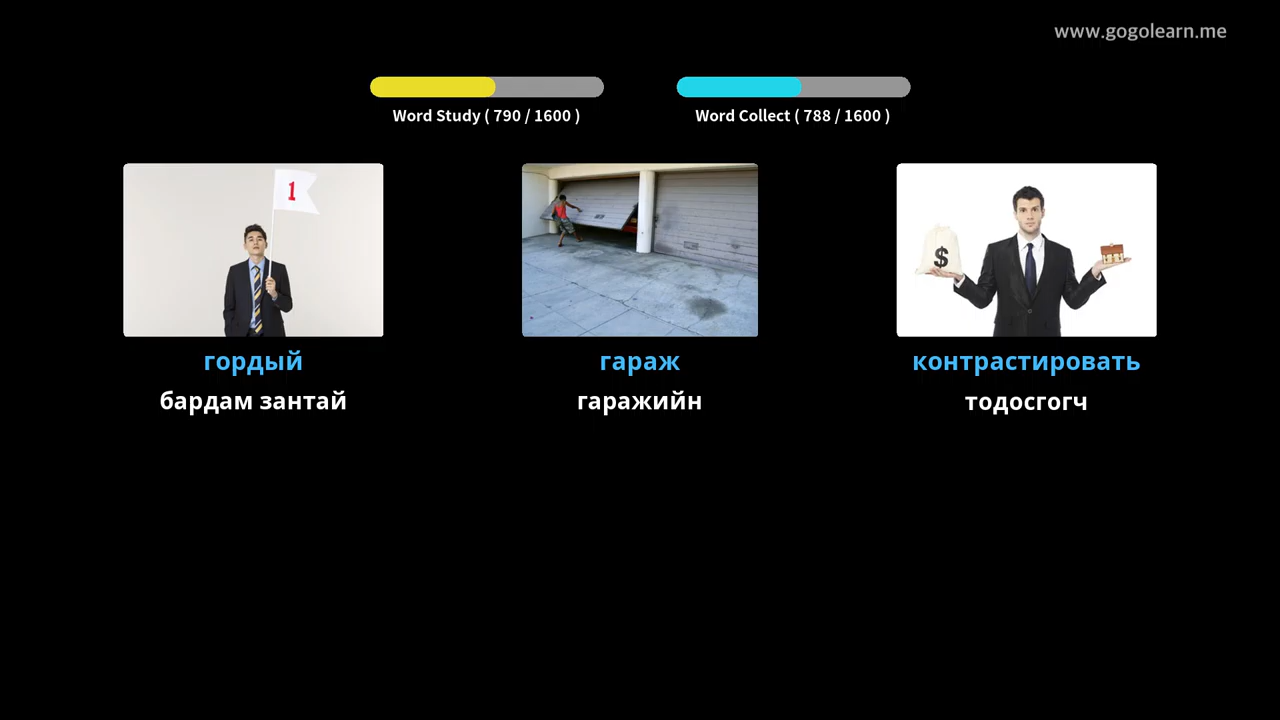 www.gogolearn.me
Word Study ( 790 / 1600 )
Word Collect ( 788 / 1600 )
1
$
гордый
гараж
контрастировать
бардам зантай
гаражийн
тодосгогч